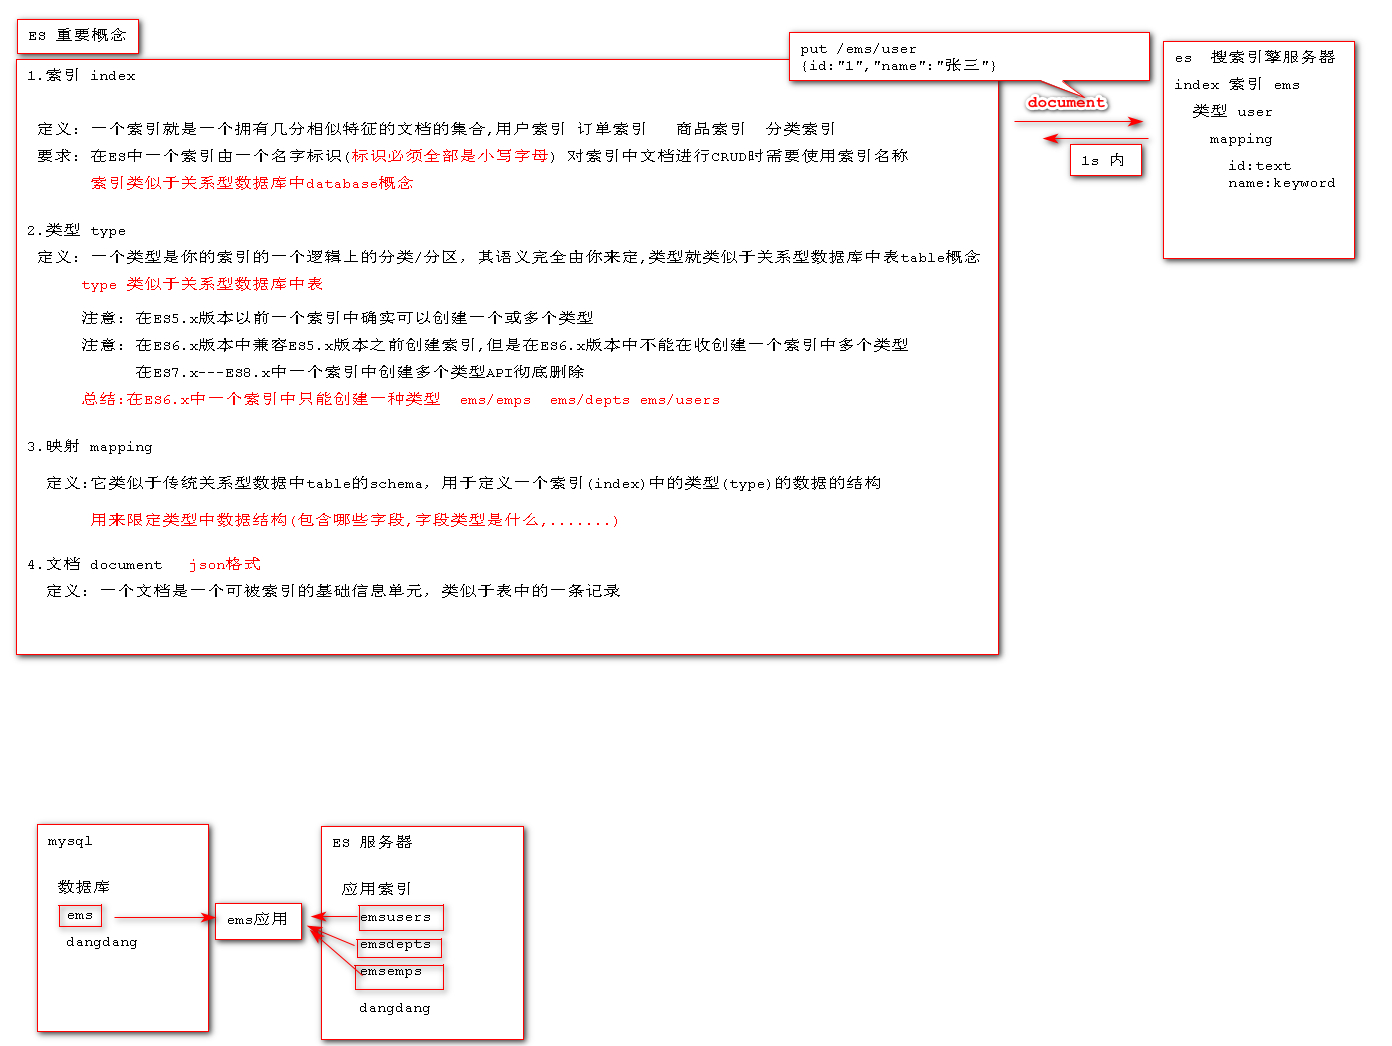 ES 重要概念
put /ems/user
{id:"1","name":"张三"}
document
1s 内
es 搜索引擎服务器
index 索引 ems
类型 user
mapping
id:text
name:keyword
1.索引 index
定义: 一个索引就是一个拥有几分相似特征的文档的集合,用户索引 订单索引 商品索引 分类索引
要求: 在ES中一个索引由一个名字标识(标识必须全部是小写字母) 对索引中文档进行CRUD时需要使用索引名称
索引类似于关系型数据库中database概念
2.类型 type
定义: 一个类型是你的索引的一个逻辑上的分类/分区, 其语义完全由你来定,类型就类似于关系型数据库中表table概念
type 类似于关系型数据库中表
注意: 在ES5.x版本以前一个索引中确实可以创建一个或多个类型
注意: 在ES6.x版本中兼容ES5.x版本之前创建索引,但是在ES6.x版本中不能在收创建一个索引中多个类型
在ES7.x---ES8.x中一个索引中创建多个类型API彻底删除
总结:在ES6.x中一个索引中只能创建一种类型 ems/emps ems/depts ems/users
3.映射 mapping
定义:它类似于传统关系型数据中table的schema, 用于定义一个索引(index)中的类型(type)的数据的结构
用来限定类型中数据结构(包含哪些字段,字段类型是什么,.......)
4.文档 document json格式
定义: 一个文档是一个可被索引的基础信息单元, 类似于表中的一条记录
mysql
数据库
ems
dangdang
ems应用
ES 服务器
应用索引
emsusers
emsdepts
emsemps
dangdang